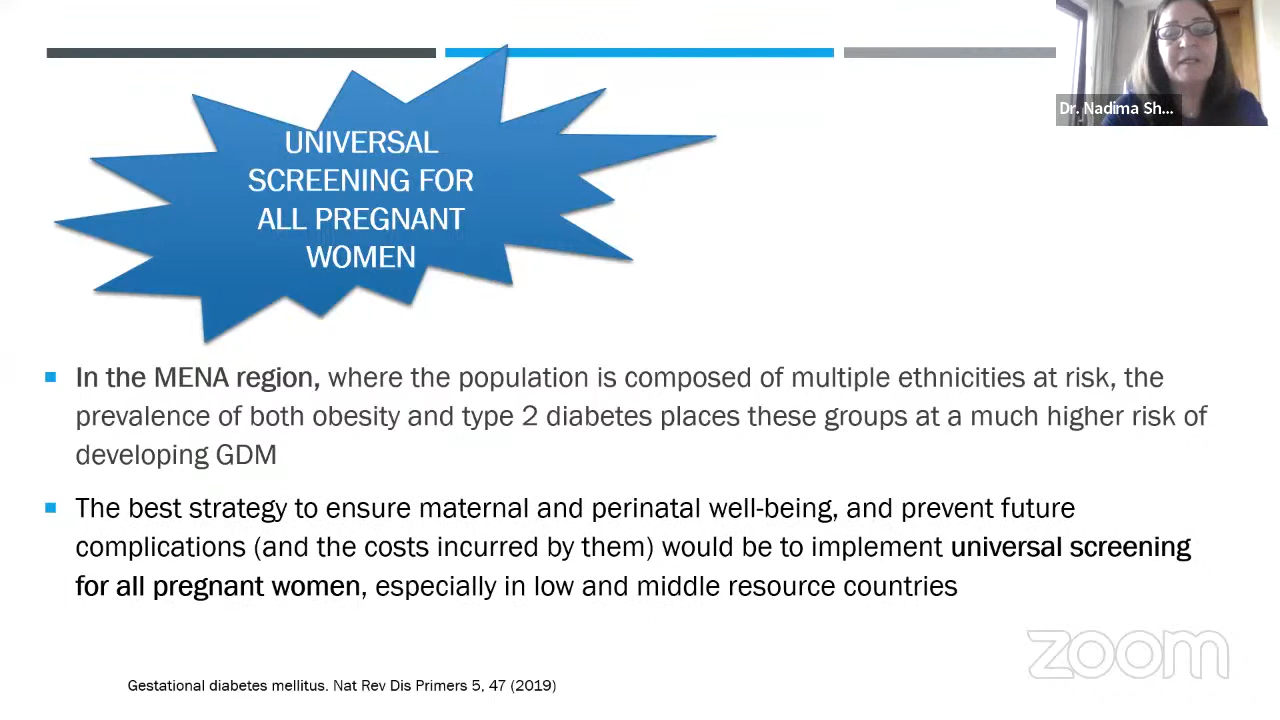 Dr. Nadima Sh...
UNIVERSAL
SCREENING FOR
ALL PREGNANT
WOMEN
In the MENA region, where the population is composed of multiple ethnicities at risk, the
prevalence of both obesity and type 2 diabetes places these groups at a much higher risk of
developing GDM
The best strategy to ensure maternal and perinatal well-being, and prevent future
complications (and the costs incurred by them) would be to implement universal screening
for all pregnant women, especially in low and middle resource countries
zoom
Gestational diabetes mellitus. Nat Rev Dis Primers 5, 47 (2019)